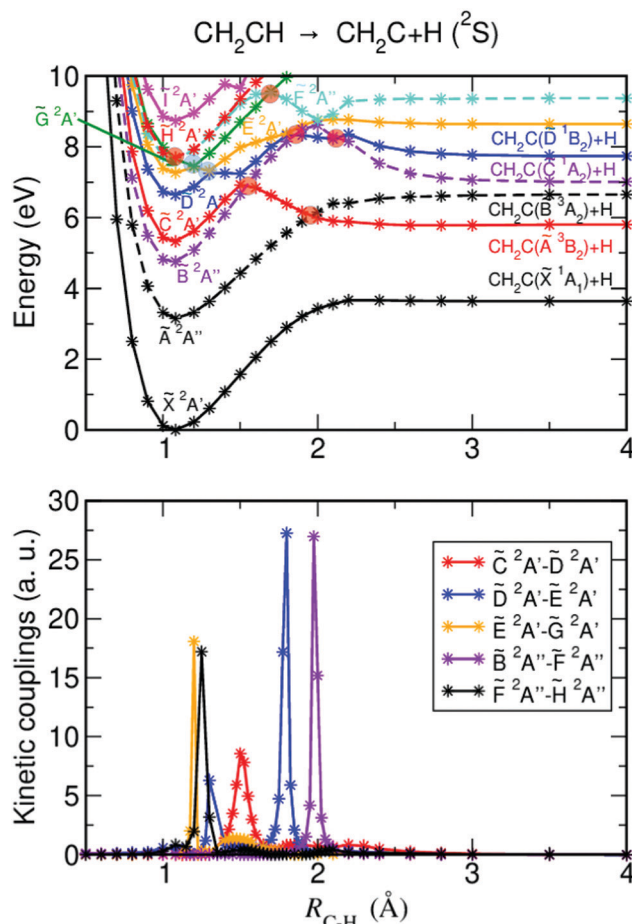 CH₂CH → CH₂C+H (²S)
10
8
6
4
2
0
Energy (eV)
Ĩ ²A'
F̃ ²A''
G̃ ²A'
H̃ ²A'
Ẽ ²A'
D̃ ²A'
C̃ ²A'
B̃ ²A''
Ã ²A''
X̃ ²A'
CH₂C(D̃ ¹B₂)+H
CH₂C(C̃ ¹A₂)+H
CH₂C(B̃ ³A₂)+H
CH₂C(Ã ³B₂)+H
CH₂C(X̃ ¹A₁)+H
1 2 3 4
30
25
20
15
10
5
0
Kinetic couplings (a. u.)
C̃ ²A'-D̃ ²A'
D̃ ²A'-Ẽ ²A'
Ẽ ²A'-G̃ ²A'
B̃ ²A''-F̃ ²A''
F̃ ²A''-H̃ ²A''
1 2 3 4
R_C-H (Å)